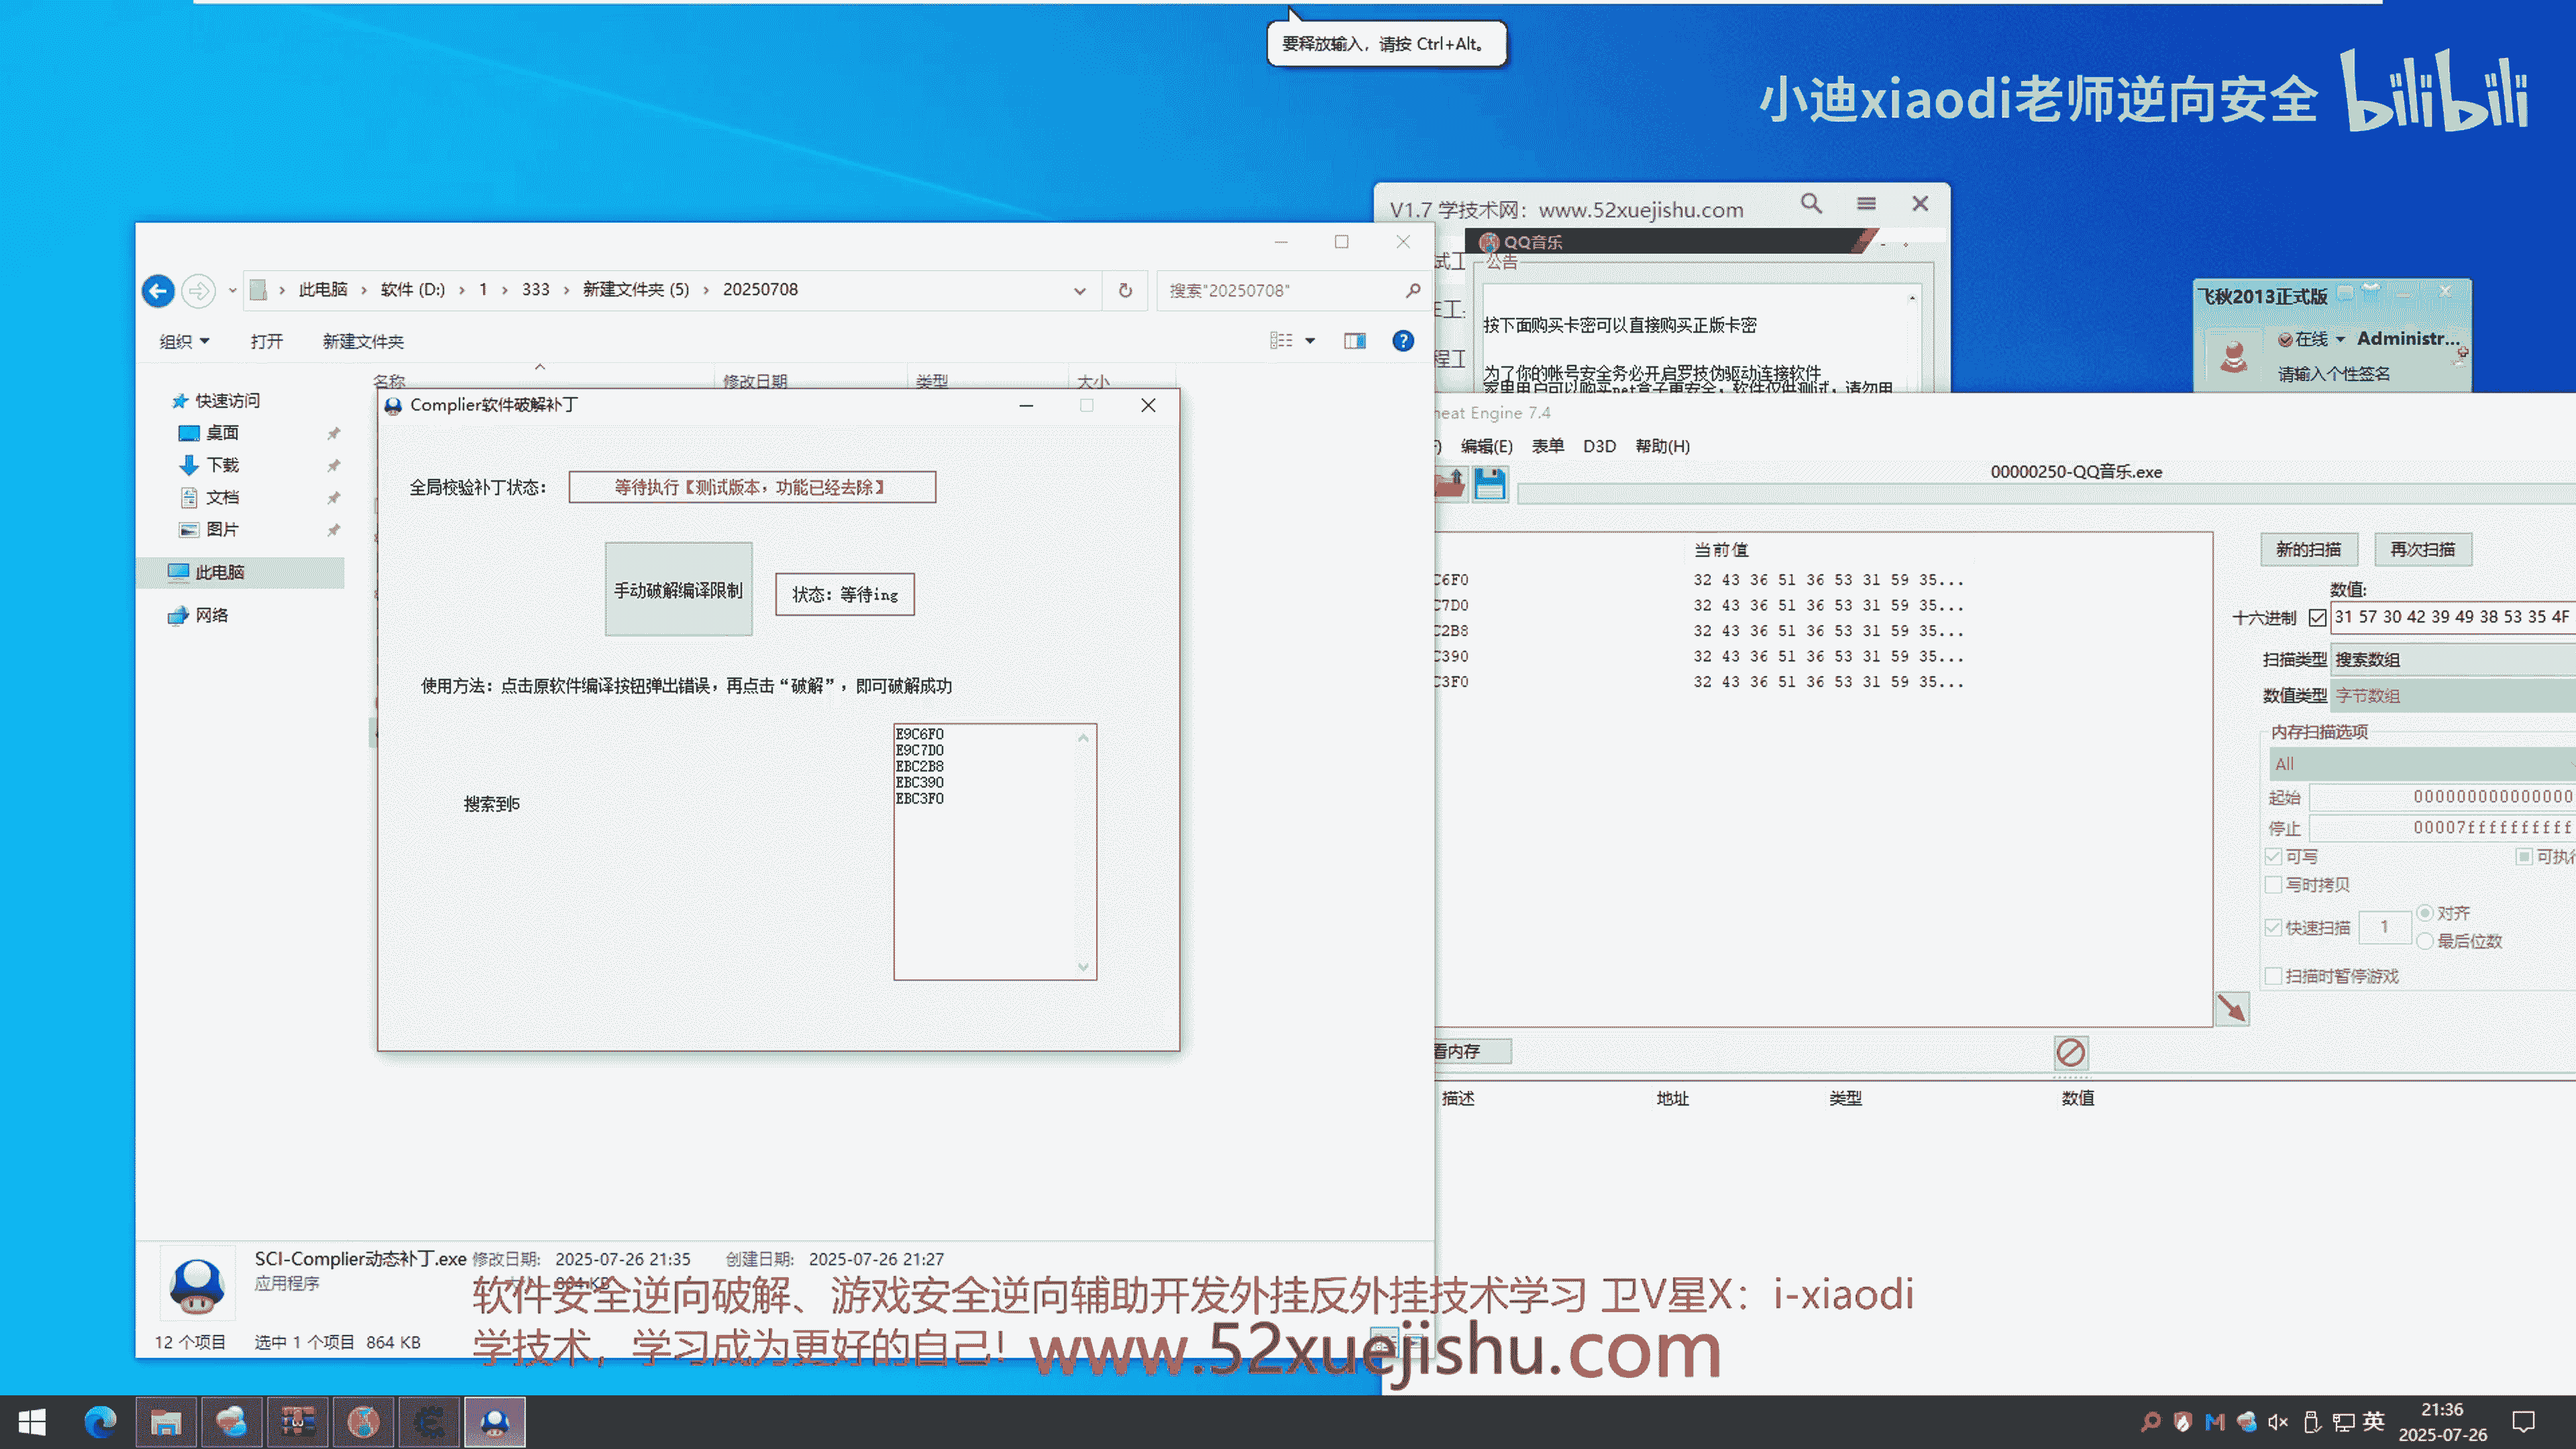 要释放输入，请按 Ctrl+Alt。
小迪xiaodi老师逆向安全 bilibili
V1.7 学技术网：www.52xuejishu.com
QQ音乐
公告
按下面购买卡密可以直接购买正版卡密
为了你的帐号安全务必开启罗技伪驱动连接软件
飞秋2013正式版
在线 Administr...
请输入个性签名
此电脑 › 软件 (D:) › 1 › 333 › 新建文件夹 (5) › 20250708
搜索"20250708"
组织 打开 新建文件夹
名称 修改日期 类型 大小
快速访问
桌面
下载
文档
图片
此电脑
网络
Complier软件破解补丁
全局校验补丁状态：
等待执行【测试版本，功能已经去除】
手动破解编译限制
状态：等待ing
使用方法：点击原软件编译按钮弹出错误，再点击“破解”，即可破解成功
搜索到5
E9C6F0
E9C7D0
EBC2B8
EBC390
EBC3F0
heat Engine 7.4
编辑(E) 表单 D3D 帮助(H)
00000250-QQ音乐.exe
当前值
C6F0 32 43 36 51 36 53 31 59 35...
C7D0 32 43 36 51 36 53 31 59 35...
C2B8 32 43 36 51 36 53 31 59 35...
C390 32 43 36 51 36 53 31 59 35...
C3F0 32 43 36 51 36 53 31 59 35...
新的扫描 再次扫描
数值:
十六进制 31 57 30 42 39 49 38 53 35 4F
扫描类型 搜索数组
数值类型 字节数组
内存扫描选项
All
起始 000000000000000
停止 00007fffffffffff
可写 可执行
写时拷贝
快速扫描 1 对齐
最后位数
扫描时暂停游戏
看内存
描述 地址 类型 数值
SCI-Complier动态补丁.exe 修改日期: 2025-07-26 21:35 创建日期: 2025-07-26 21:27
应用程序 864 KB
12 个项目 选中 1 个项目 864 KB
软件安全逆向破解、游戏安全逆向辅助开发外挂反外挂技术学习 卫V星X：i-xiaodi
学技术，学习成为更好的自己！www.52xuejishu.com
英
21:36
2025-07-26